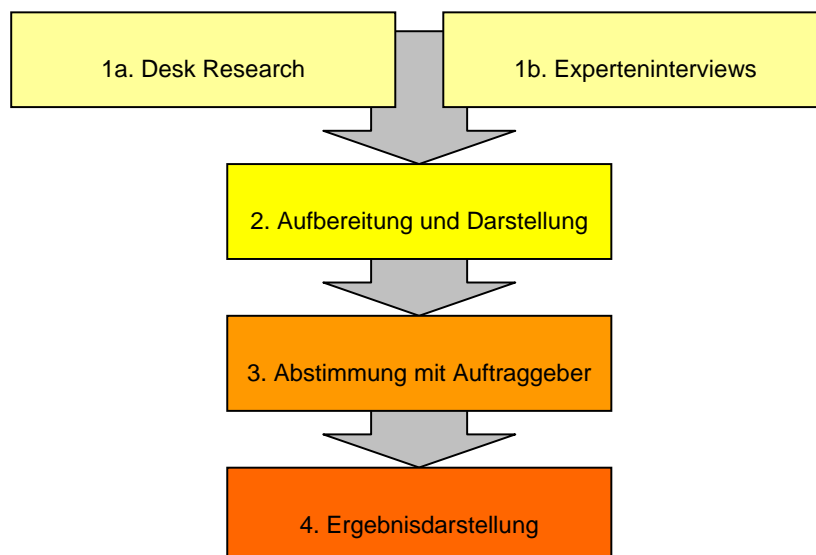 1a. Desk Research
1b. Experteninterviews
2. Aufbereitung und Darstellung
3. Abstimmung mit Auftraggeber
4. Ergebnisdarstellung